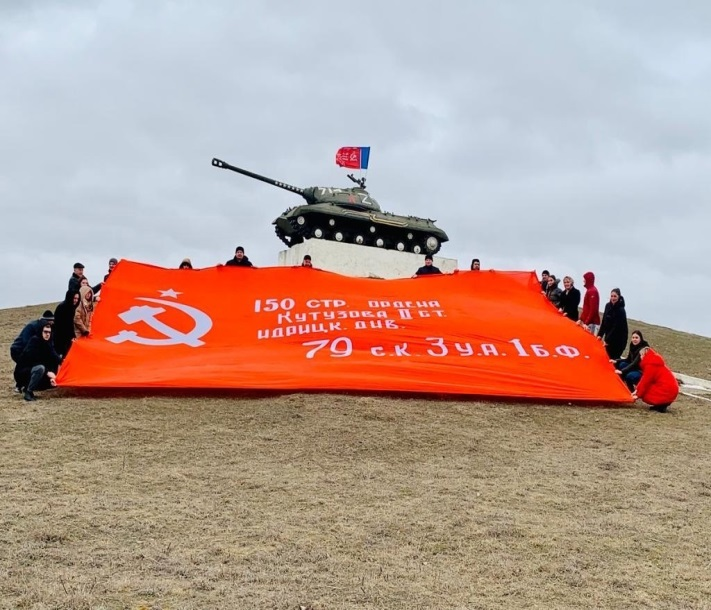 150 СТР. ОРДЕНА
КУТУЗОВА II СТ.
ИДРИЦК. ДИВ.
79 С.К. 3 У.А. 1 Б.Ф.